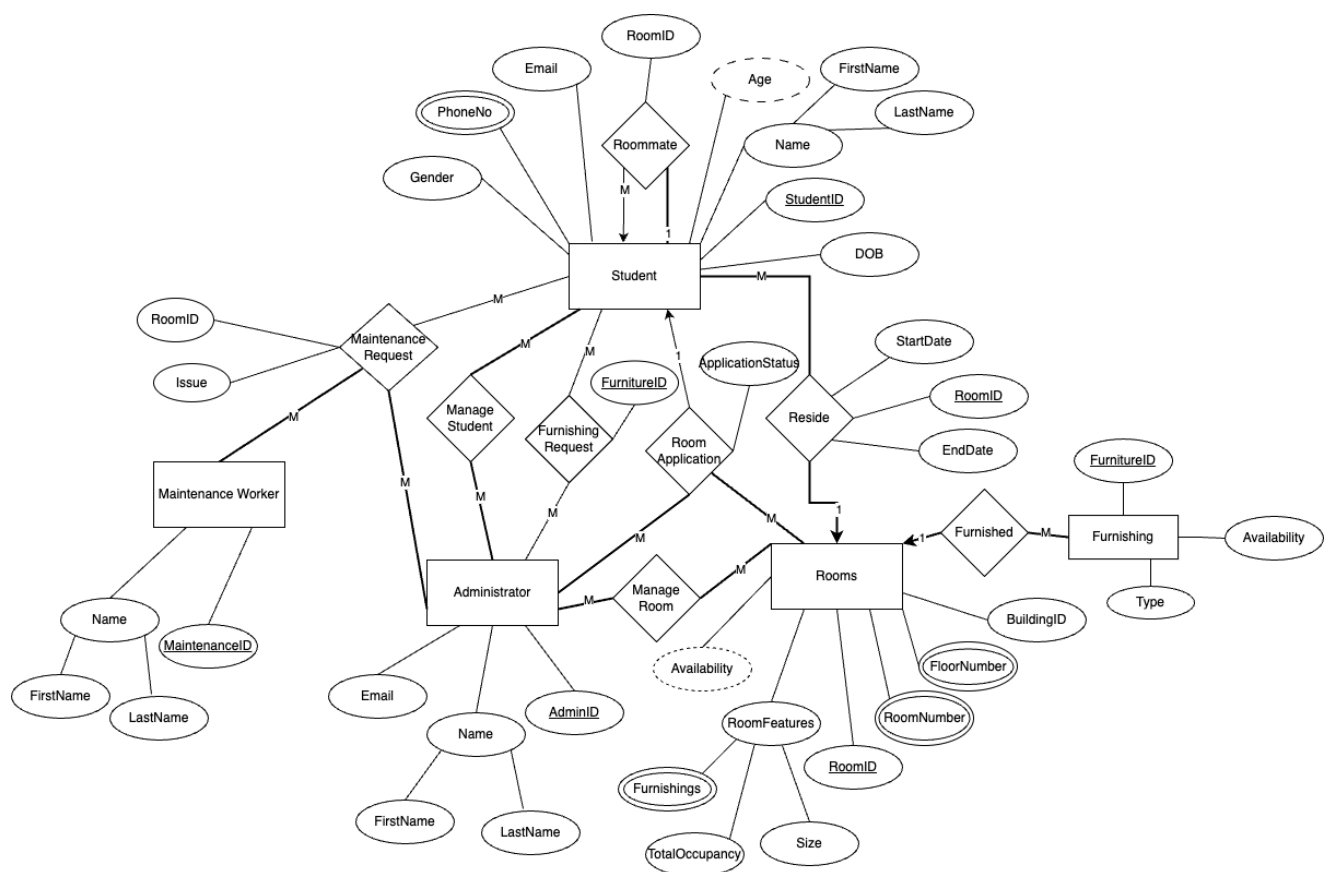 RoomID
Email
Age
FirstName
PhoneNo
LastName
Roommate
Name
Gender
M
StudentID
1
DOB
Student
M
M
RoomID
StartDate
Maintenance
Request
M
M
1
ApplicationStatus
Issue
FurnitureID
RoomID
Manage
Student
Furnishing
Request
Room
Application
Reside
M
EndDate
FurnitureID
M
Maintenance Worker
M
M
M
M
1
Furnished
1
M
Furnishing
Availability
M
Administrator
M
Manage
Room
M
Rooms
Type
Name
BuildingID
MaintenanceID
Availability
FloorNumber
FirstName
LastName
Email
AdminID
RoomNumber
Name
RoomFeatures
RoomID
Furnishings
FirstName
LastName
TotalOccupancy
Size